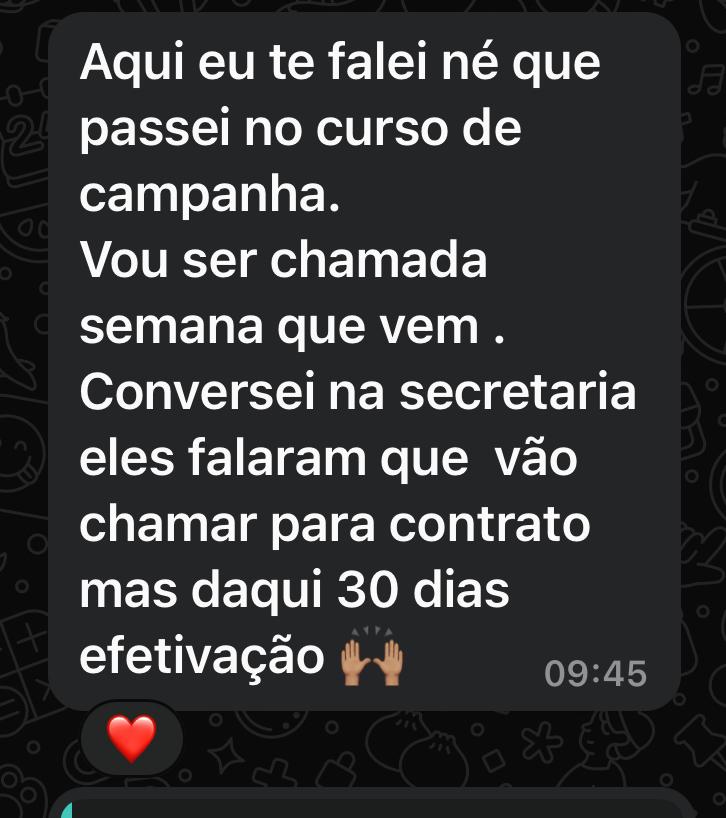 Aqui eu te falei né que
passei no curso de
campanha.
Vou ser chamada
semana que vem .
Conversei na secretaria
eles falaram que  vão
chamar para contrato
mas daqui 30 dias
efetivação 🙌🏽
09:45
❤️